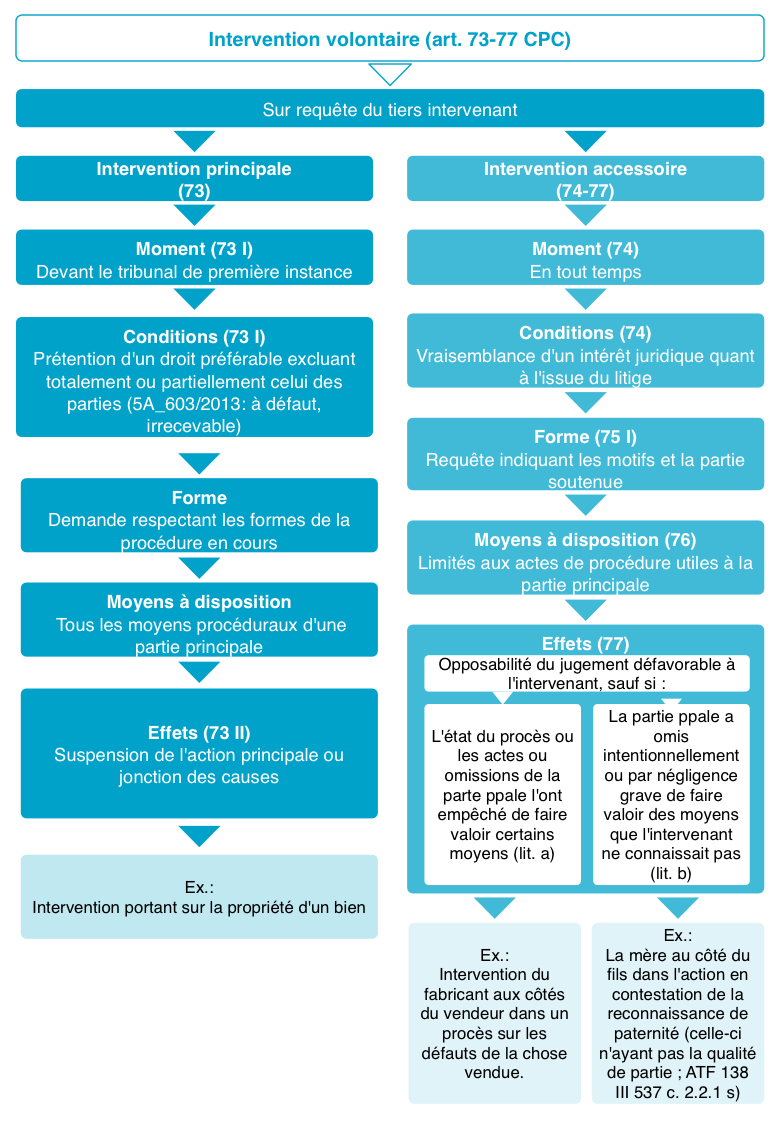 Intervention volontaire (art. 73-77 CPC)
Sur requête du tiers intervenant
Intervention principale
(73)
Moment (73 I)
Devant le tribunal de première instance
Conditions (73 I)
Prétention d'un droit préférable excluant
totalement ou partiellement celui des
parties (5A_603/2013: à défaut,
irrecevable)
Forme
Demande respectant les formes de la
procédure en cours
Moyens à disposition
Tous les moyens procéduraux d'une
partie principale
Effets (73 II)
Suspension de l'action principale ou
jonction des causes
Ex.:
Intervention portant sur la propriété d'un bien
Intervention accessoire
(74-77)
Moment (74)
En tout temps
Conditions (74)
Vraisemblance d'un intérêt juridique quant
à l'issue du litige
Forme (75 I)
Requête indiquant les motifs et la partie
soutenue
Moyens à disposition (76)
Limités aux actes de procédure utiles à la
partie principale
Effets (77)
Opposabilité du jugement défavorable à
l'intervenant, sauf si :
L'état du procès ou
les actes ou
omissions de la
parte ppale l'ont
empêché de faire
valoir certains
moyens (lit. a)
La partie ppale a
omis
intentionnellement
ou par négligence
grave de faire
valoir des moyens
que l'intervenant
ne connaissait pas
(lit. b)
Ex.:
Intervention du
fabricant aux côtés
du vendeur dans un
procès sur les
défauts de la chose
vendue.
Ex.:
La mère au côté du
fils dans l'action en
contestation de la
reconnaissance de
paternité (celle-ci
n'ayant pas la qualité
de partie ; ATF 138
III 537 c. 2.2.1 s)